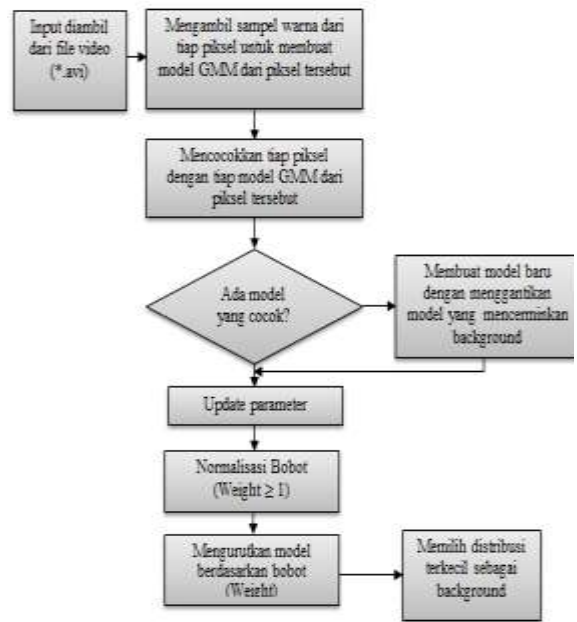 Input diambil
dari file video
(*.avi)
Mengambil sampel warna dari
tiap piksel untuk membuat
model GMM dari piksel tersebut
Mencocokkan tiap piksel
dengan tiap model GMM dari
piksel tersebut
Ada model
yang cocok?
Membuat model baru
dengan menggantikan
model yang mencerminkan
background
Update parameter
Normalisasi Bobot
(Weight ≥ 1)
Mengurutkan model
berdasarkan bobot
(Weight)
Memilih distribusi
terkecil sebagai
background